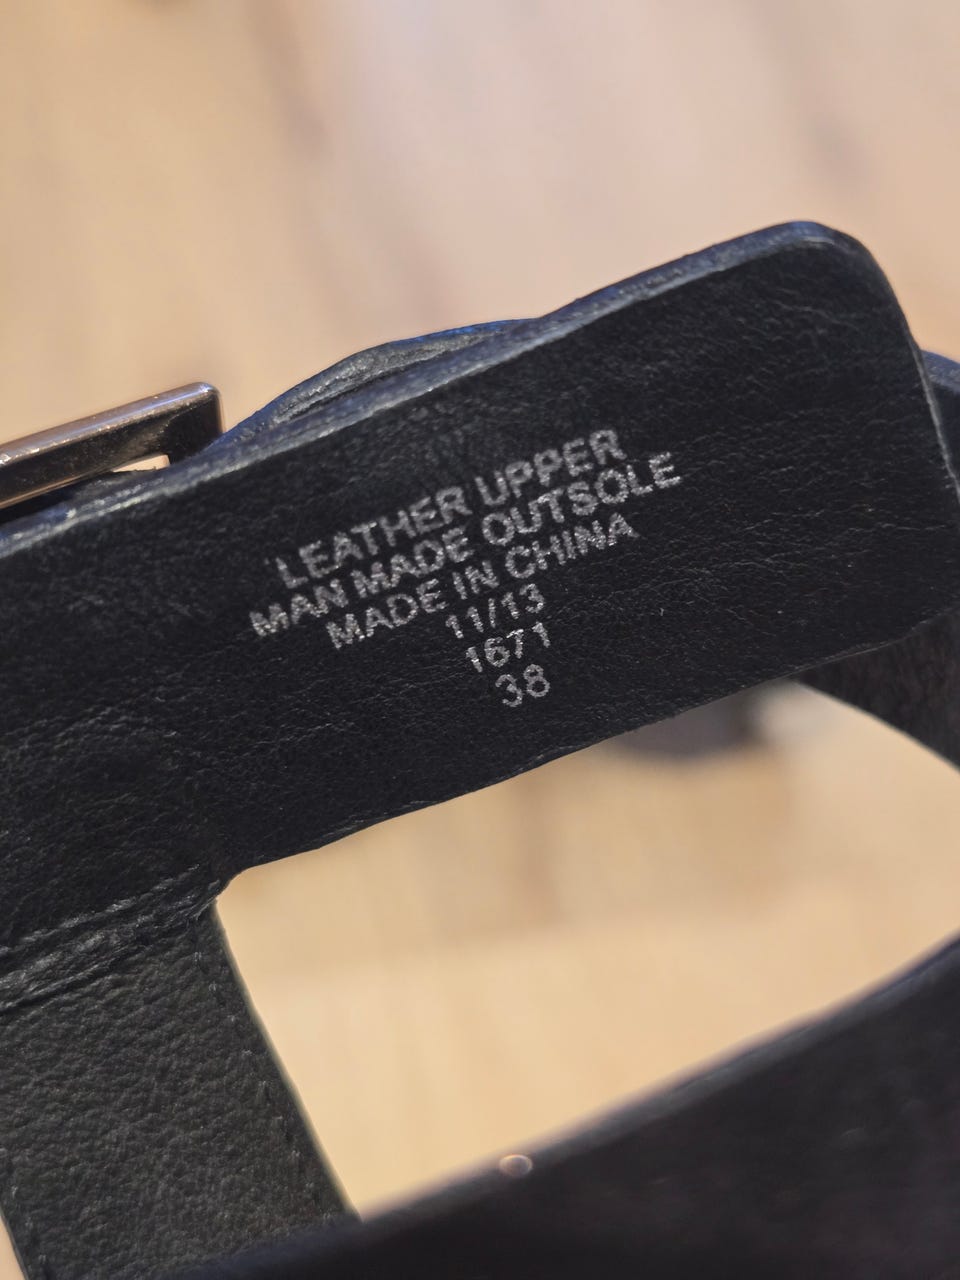 LEATHER UPPER
MAN MADE OUTSOLE
MADE IN CHINA
11/13
1671
38